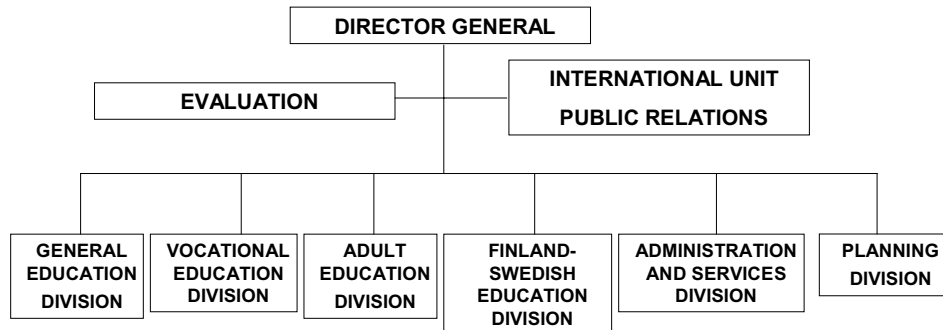 DIRECTOR GENERAL
EVALUATION
INTERNATIONAL UNIT
PUBLIC RELATIONS
GENERAL
EDUCATION
DIVISION
VOCATIONAL
EDUCATION
DIVISION
ADULT
EDUCATION
DIVISION
FINLAND-
SWEDISH
EDUCATION
DIVISION
ADMINISTRATION
AND SERVICES
DIVISION
PLANNING
DIVISION